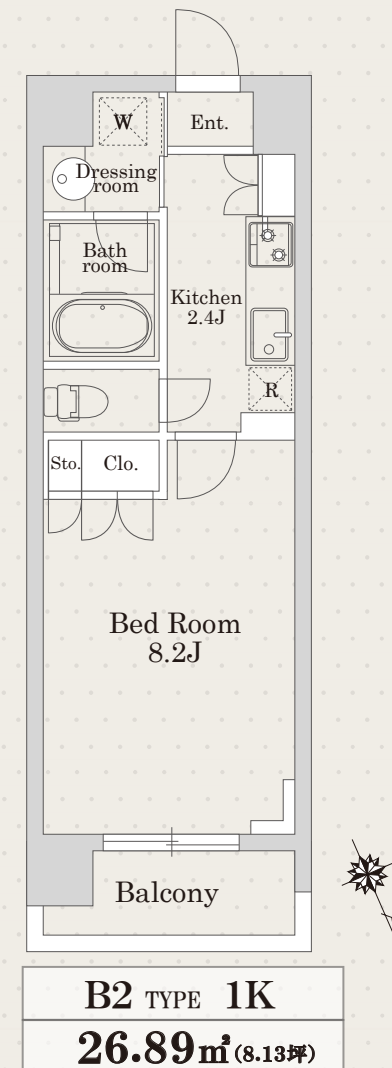 W
Ent.
Dressing
room
Bath
room
Kitchen
2.4J
R
Sto.
Clo.
Bed Room
8.2J
Balcony
B2 TYPE 1K
26.89㎡(8.13坪)